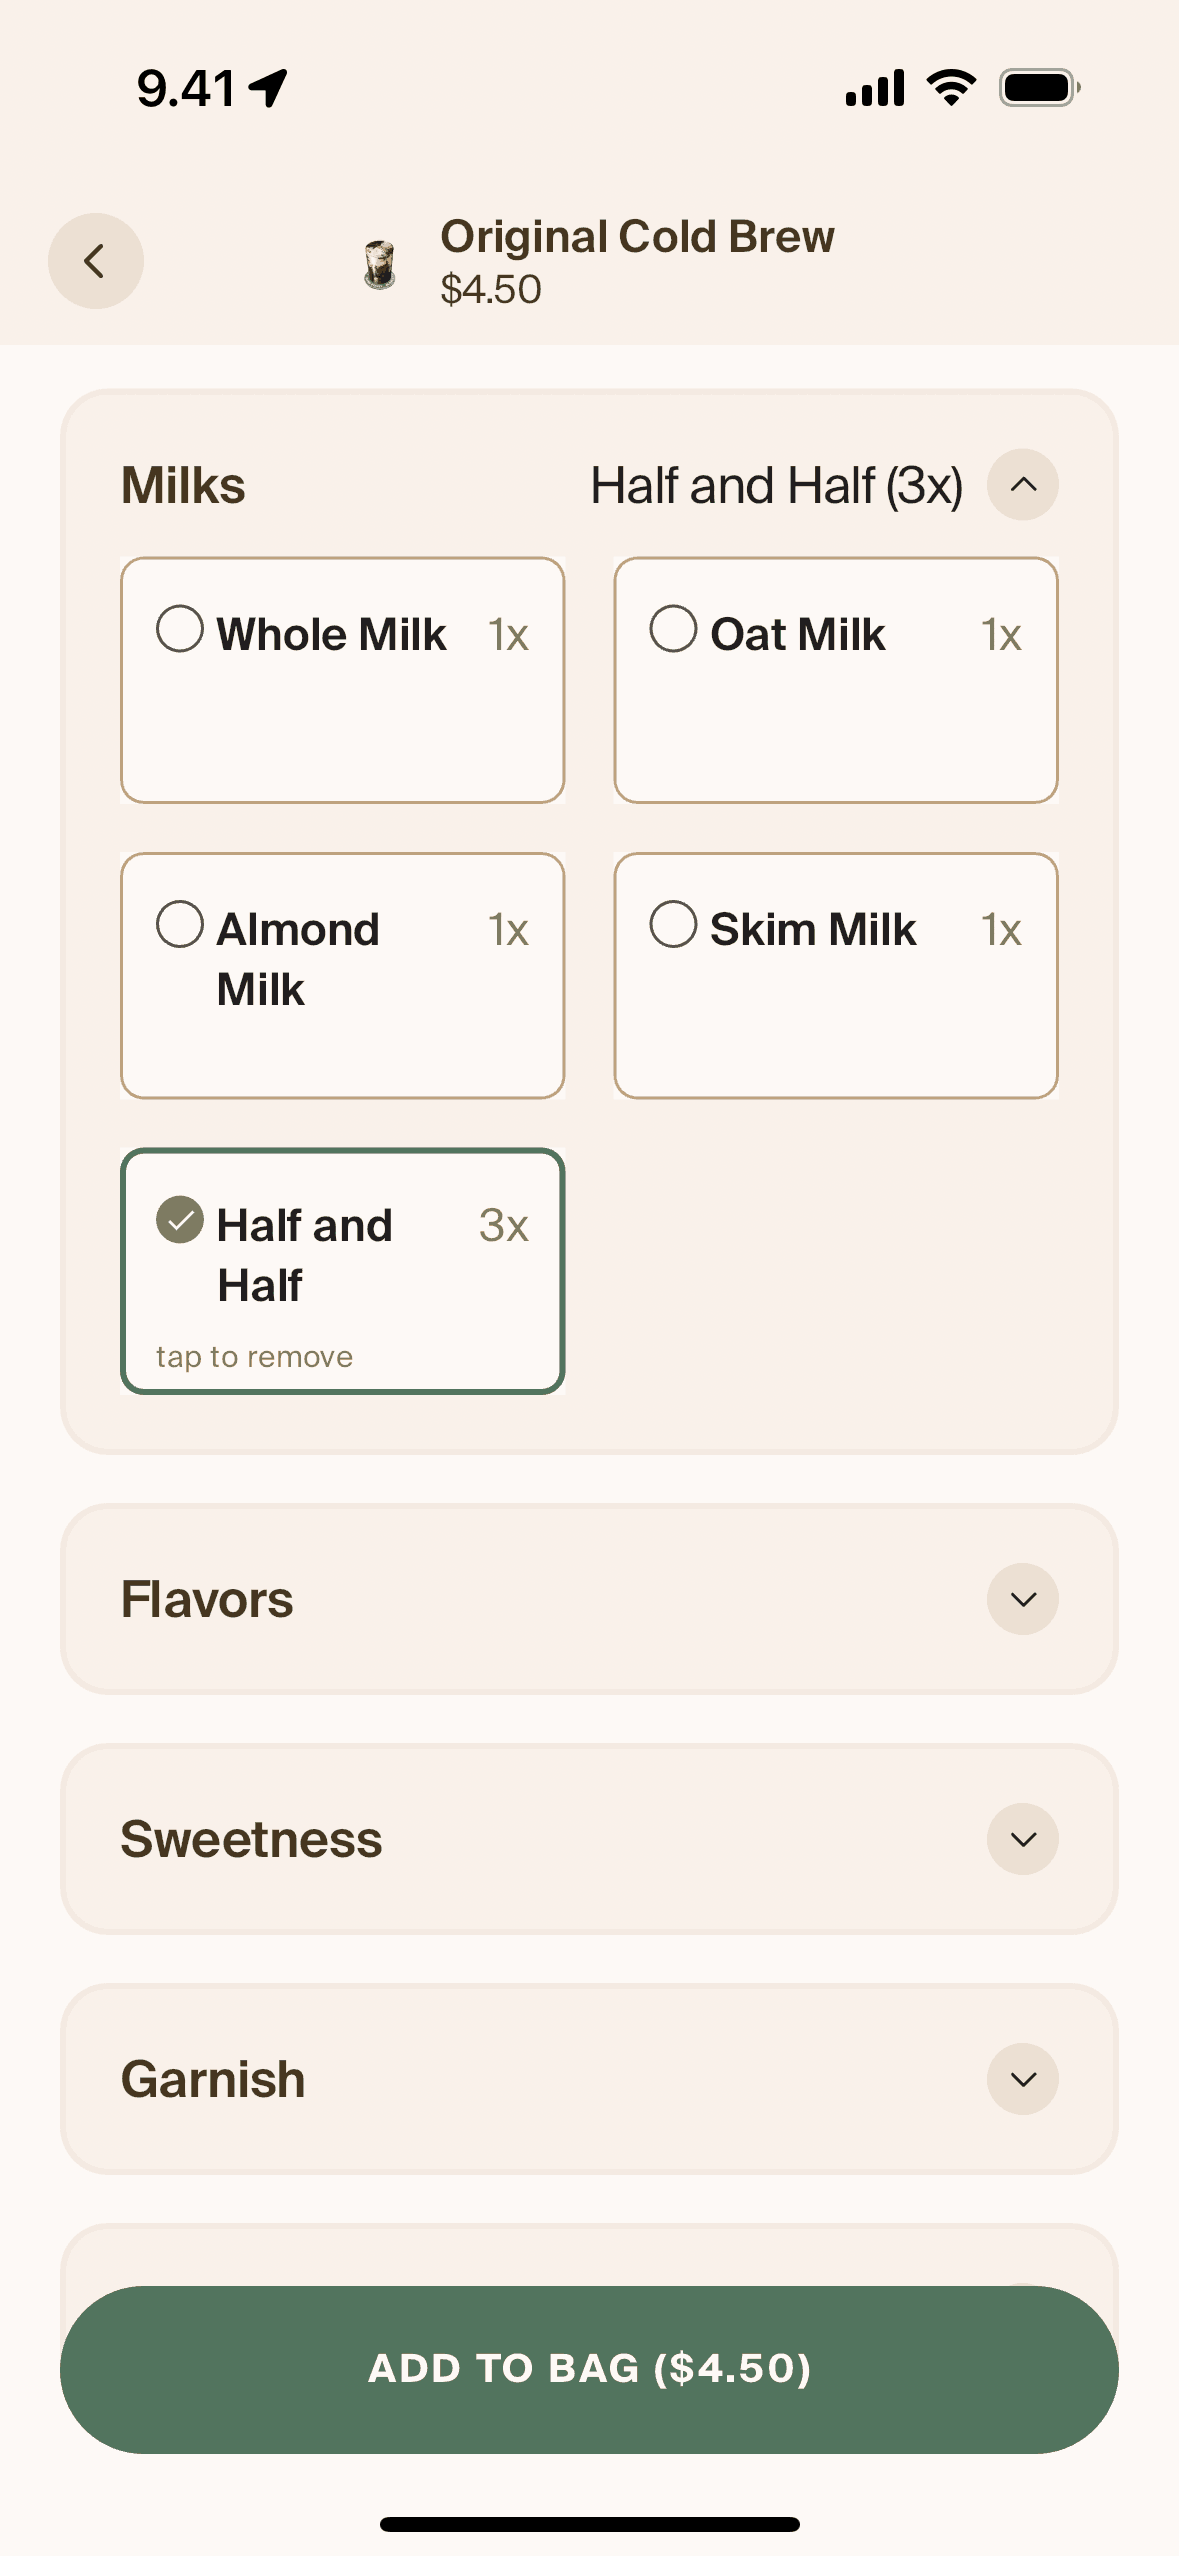 9.41
Original Cold Brew
$4.50
Milks
Half and Half (3x)
Whole Milk 1x
Oat Milk 1x
Almond 1x
Milk
Skim Milk 1x
Half and 3x
Half
tap to remove
Flavors
Sweetness
Garnish
ADD TO BAG ($4.50)